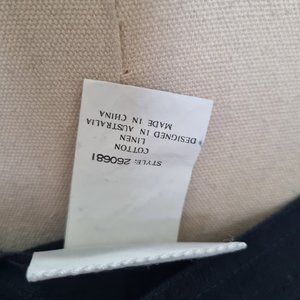 STYLE: 260681
COTTON
LINEN
DESIGNED IN AUSTRALIA
MADE IN CHINA